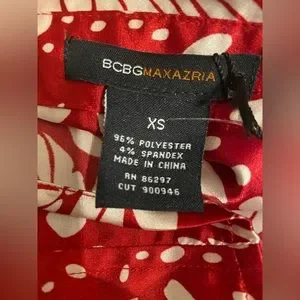 BCBGMAXAZRIA
XS
96% POLYESTER
4% SPANDEX
MADE IN CHINA
RN 86297
CUT 900946